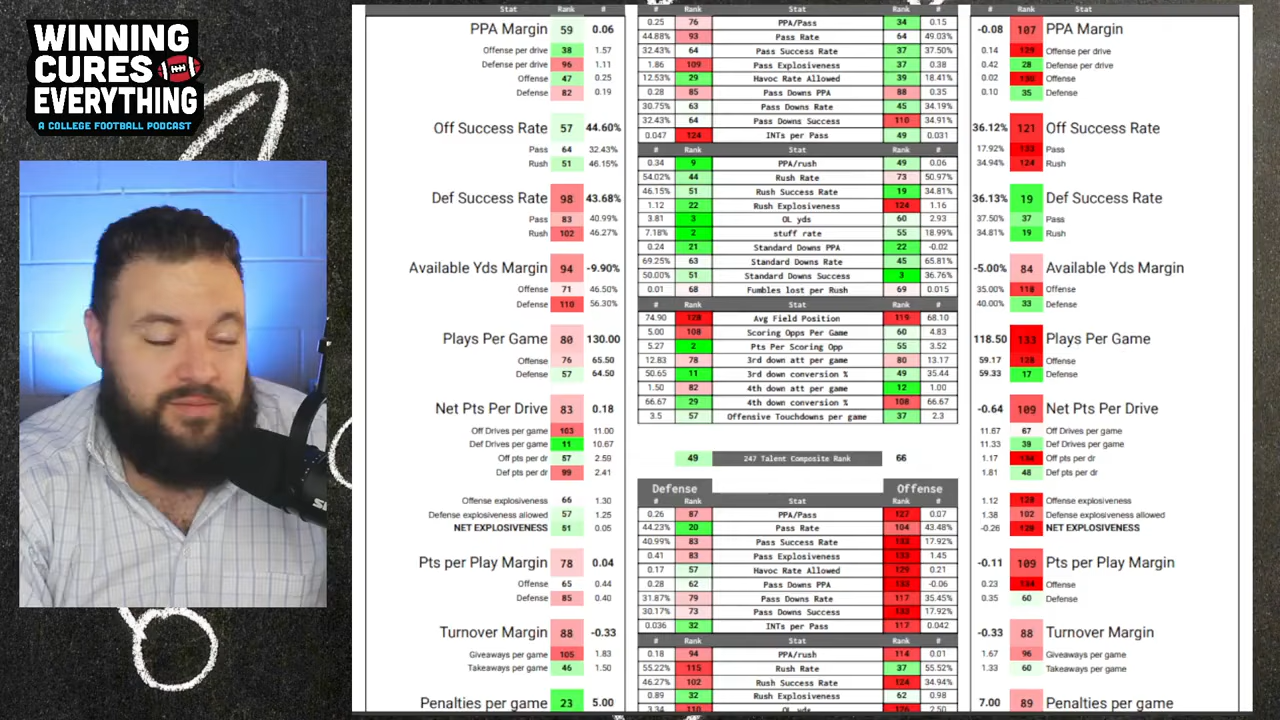 WINNING
CURES
EVERYTHING
A COLLEGE FOOTBALL PODCAST
Stat Rank #
PPA Margin 59 0.06
Offense per drive 38 1.57
Defense per drive 96 1.11
Offense 47 0.25
Defense 82 0.19
Off Success Rate 57 44.60%
Pass 64 32.43%
Rush 51 46.15%
Def Success Rate 98 43.68%
Pass 83 40.99%
Rush 102 46.27%
Available Yds Margin 94 -9.90%
Offense 71 46.50%
Defense 110 56.30%
Plays Per Game 80 130.00
Offense 76 65.50
Defense 57 64.50
Net Pts Per Drive 83 0.18
Off Drives per game 103 11.00
Def Drives per game 11 10.67
Off pts per dr 57 2.59
Def pts per dr 99 2.41
Offense explosiveness 66 1.30
Defense explosiveness allowed 57 1.25
NET EXPLOSIVENESS 51 0.05
Pts per Play Margin 78 0.04
Offense 65 0.44
Defense 85 0.40
Turnover Margin 88 -0.33
Giveaways per game 105 1.83
Takeaways per game 46 1.50
Penalties per game 23 5.00
# Rank Stat Rank #
0.25 76 PPA/Pass 34 0.15
44.88% 93 Pass Rate 64 49.03%
32.43% 64 Pass Success Rate 37 37.50%
1.86 109 Pass Explosiveness 37 0.38
12.53% 29 Havoc Rate Allowed 39 18.41%
0.28 85 Pass Downs PPA 88 0.35
30.75% 63 Pass Downs Rate 45 34.19%
32.43% 64 Pass Downs Success 110 34.91%
0.047 124 INTs per Pass 49 0.031
# Rank Stat Rank #
0.34 9 PPA/rush 49 0.06
54.02% 44 Rush Rate 73 50.97%
46.15% 51 Rush Success Rate 19 34.81%
1.12 22 Rush Explosiveness 124 1.16
3.81 3 OL yds 60 2.93
7.18% 2 stuff rate 55 18.99%
0.24 21 Standard Downs PPA 22 -0.02
69.25% 63 Standard Downs Rate 45 65.81%
50.00% 51 Standard Downs Success 3 36.76%
0.01 68 Fumbles lost per Rush 69 0.015
# Rank Stat Rank #
74.90 128 Avg Field Position 119 68.10
5.00 108 Scoring Opps Per Game 60 4.83
5.27 2 Pts Per Scoring Opp 55 3.52
12.83 78 3rd down att per game 80 13.17
50.65 11 3rd down conversion % 49 35.44
1.50 82 4th down att per game 12 1.00
66.67 29 4th down conversion % 108 66.67
3.5 57 Offensive Touchdowns per game 37 2.3
49 247 Talent Composite Rank 66
Defense Offense
# Rank Stat Rank #
0.26 87 PPA/Pass 127 0.07
44.23% 20 Pass Rate 104 43.48%
40.99% 83 Pass Success Rate 133 17.92%
0.41 83 Pass Explosiveness 133 1.45
0.17 57 Havoc Rate Allowed 129 0.21
0.28 62 Pass Downs PPA 133 -0.06
31.87% 79 Pass Downs Rate 117 35.45%
30.17% 73 Pass Downs Success 133 17.92%
0.036 32 INTs per Pass 117 0.042
# Rank Stat Rank #
0.18 94 PPA/rush 114 0.01
55.22% 115 Rush Rate 37 55.52%
46.27% 102 Rush Success Rate 124 34.94%
0.89 32 Rush Explosiveness 62 0.98
3.34 110 OL yds 126 2.50
# Rank Stat
-0.08 107 PPA Margin
0.14 129 Offense per drive
0.42 28 Defense per drive
0.02 130 Offense
0.10 35 Defense
36.12% 121 Off Success Rate
17.92% 133 Pass
34.94% 124 Rush
36.13% 19 Def Success Rate
37.50% 37 Pass
34.81% 19 Rush
-5.00% 84 Available Yds Margin
35.00% 118 Offense
40.00% 33 Defense
118.50 133 Plays Per Game
59.17 128 Offense
59.33 17 Defense
-0.64 109 Net Pts Per Drive
11.67 67 Off Drives per game
11.33 39 Def Drives per game
1.17 Off pts per dr
1.81 48 Def pts per dr
1.12 128 Offense explosiveness
1.38 102 Defense explosiveness allowed
-0.26 129 NET EXPLOSIVENESS
-0.11 109 Pts per Play Margin
0.23 Offense
0.35 60 Defense
-0.33 88 Turnover Margin
1.67 96 Giveaways per game
1.33 60 Takeaways per game
7.00 89 Penalties per game